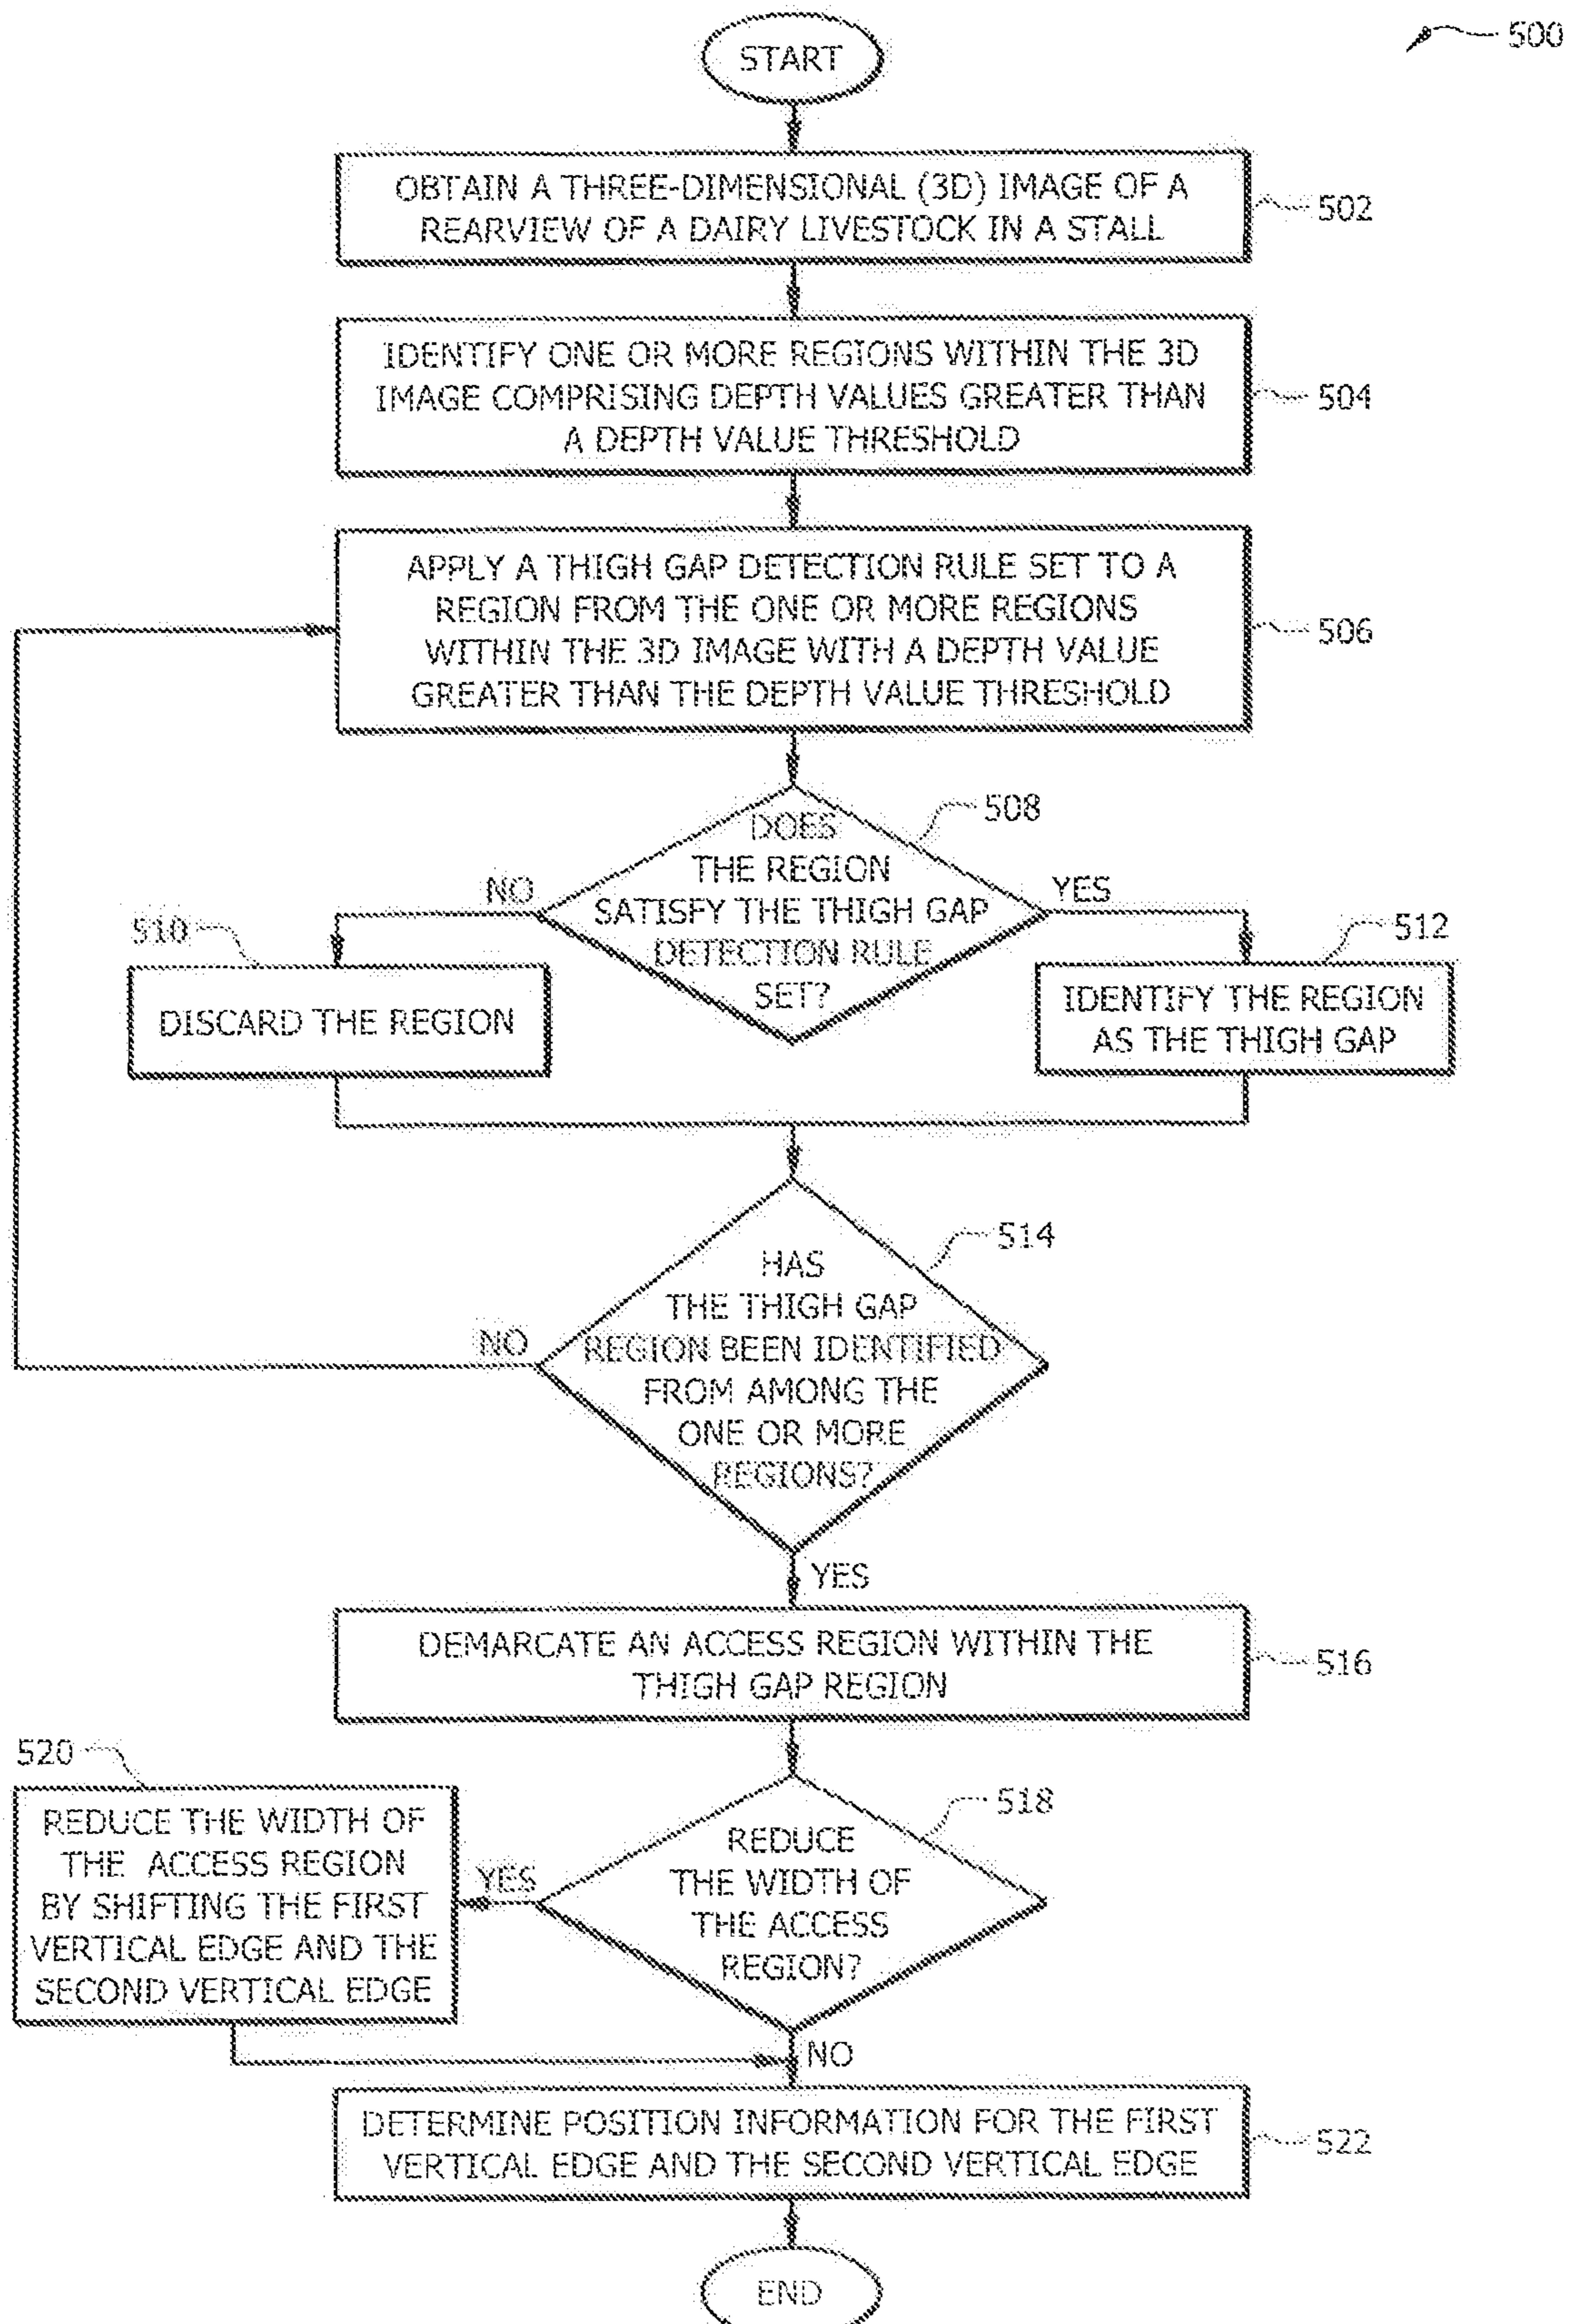 500
START
OBTAIN A THREE-DIMENSIONAL (3D) IMAGE OF A
REARVIEW OF A DAIRY LIVESTOCK IN A STALL
502
IDENTIFY ONE OR MORE REGIONS WITHIN THE 3D
IMAGE COMPRISING DEPTH VALUES GREATER THAN
A DEPTH VALUE THRESHOLD
504
APPLY A THIGH GAP DETECTION RULE SET TO A
REGION FROM THE ONE OR MORE REGIONS
WITHIN THE 3D IMAGE WITH A DEPTH VALUE
GREATER THAN THE DEPTH VALUE THRESHOLD
506
DOES
THE REGION
SATISFY THE THIGH GAP
DETECTION RULE
SET?
508
NO
YES
510
DISCARD THE REGION
512
IDENTIFY THE REGION
AS THE THIGH GAP
HAS
THE THIGH GAP
REGION BEEN IDENTIFIED
FROM AMONG THE
ONE OR MORE
REGIONS?
514
NO
YES
DEMARCATE AN ACCESS REGION WITHIN THE
THIGH GAP REGION
516
REDUCE
THE WIDTH OF
THE ACCESS
REGION?
518
YES
520
REDUCE THE WIDTH OF
THE ACCESS REGION
BY SHIFTING THE FIRST
VERTICAL EDGE AND THE
SECOND VERTICAL EDGE
NO
DETERMINE POSITION INFORMATION FOR THE FIRST
VERTICAL EDGE AND THE SECOND VERTICAL EDGE
522
END